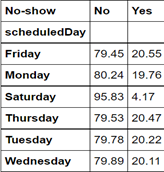 No-show No Yes
scheduledDay
Friday 79.45 20.55
Monday 80.24 19.76
Saturday 95.83 4.17
Thursday 79.53 20.47
Tuesday 79.78 20.22
Wednesday 79.89 20.11